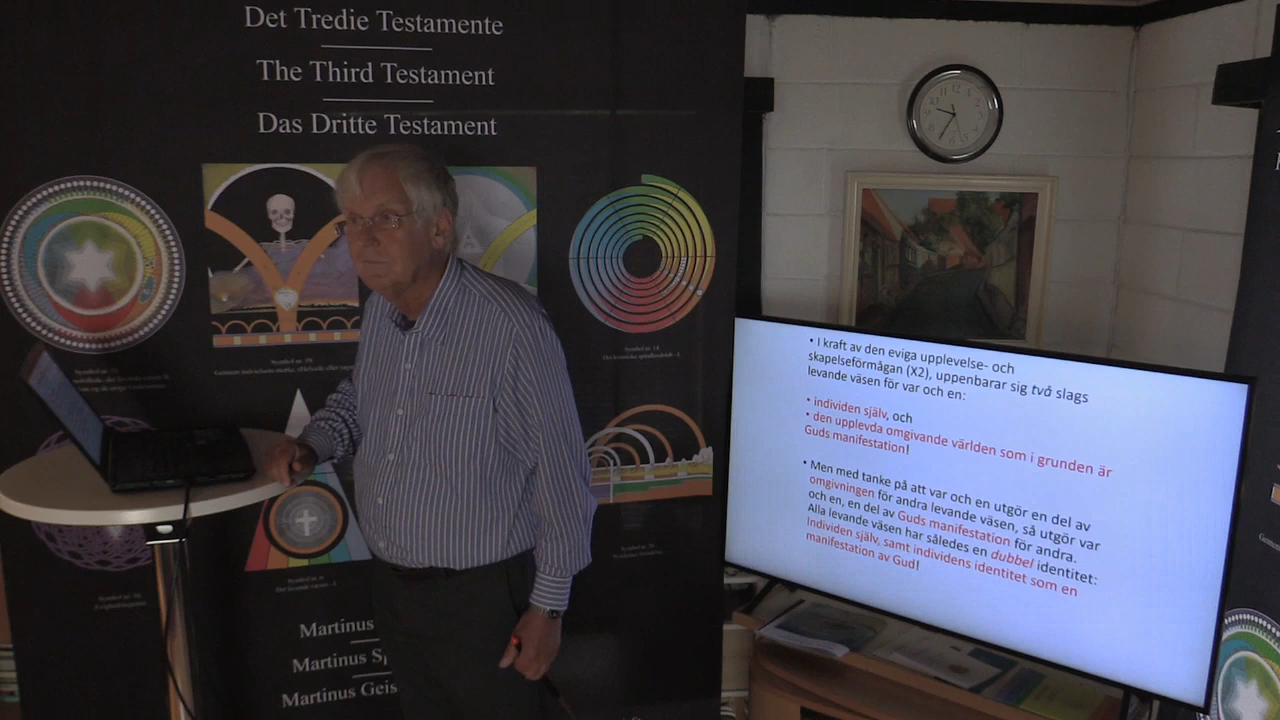 Det Tredie Testamente
The Third Testament
Das Dritte Testament
Symbol nr. 14
Martinus
Martinus Sp
Martinus Geis
• I kraft av den eviga upplevelse- och
skapelseförmågan (X2), uppenbarar sig två slags
levande väsen för var och en:
• individen själv, och
• den upplevda omgivande världen som i grunden är
Guds manifestation!
• Men med tanke på att var och en utgör en del av
omgivningen för andra levande väsen, så utgör var
och en, en del av Guds manifestation för andra.
Alla levande väsen har således en dubbel identitet:
Individen själv, samt individens identitet som en
manifestation av Gud!